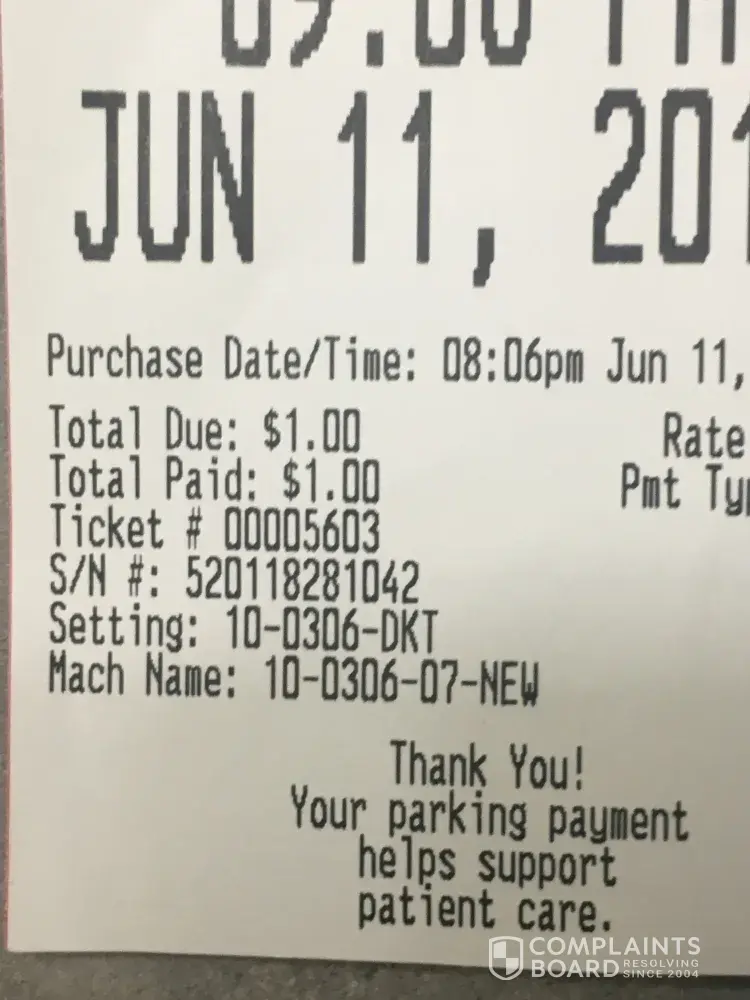 JUN 11, 201
Purchase Date/Time: 08:06pm Jun 11,
Total Due: $1.00
Rate
Total Paid: $1.00
Pmt Typ
Ticket # 00005603
S/N #: 520118281042
Setting: 10-0306-DKT
Mach Name: 10-0306-07-NEW
Thank You!
Your parking payment
helps support
patient care.
COMPLAINTS
BOARD RESOLVING SINCE 2004